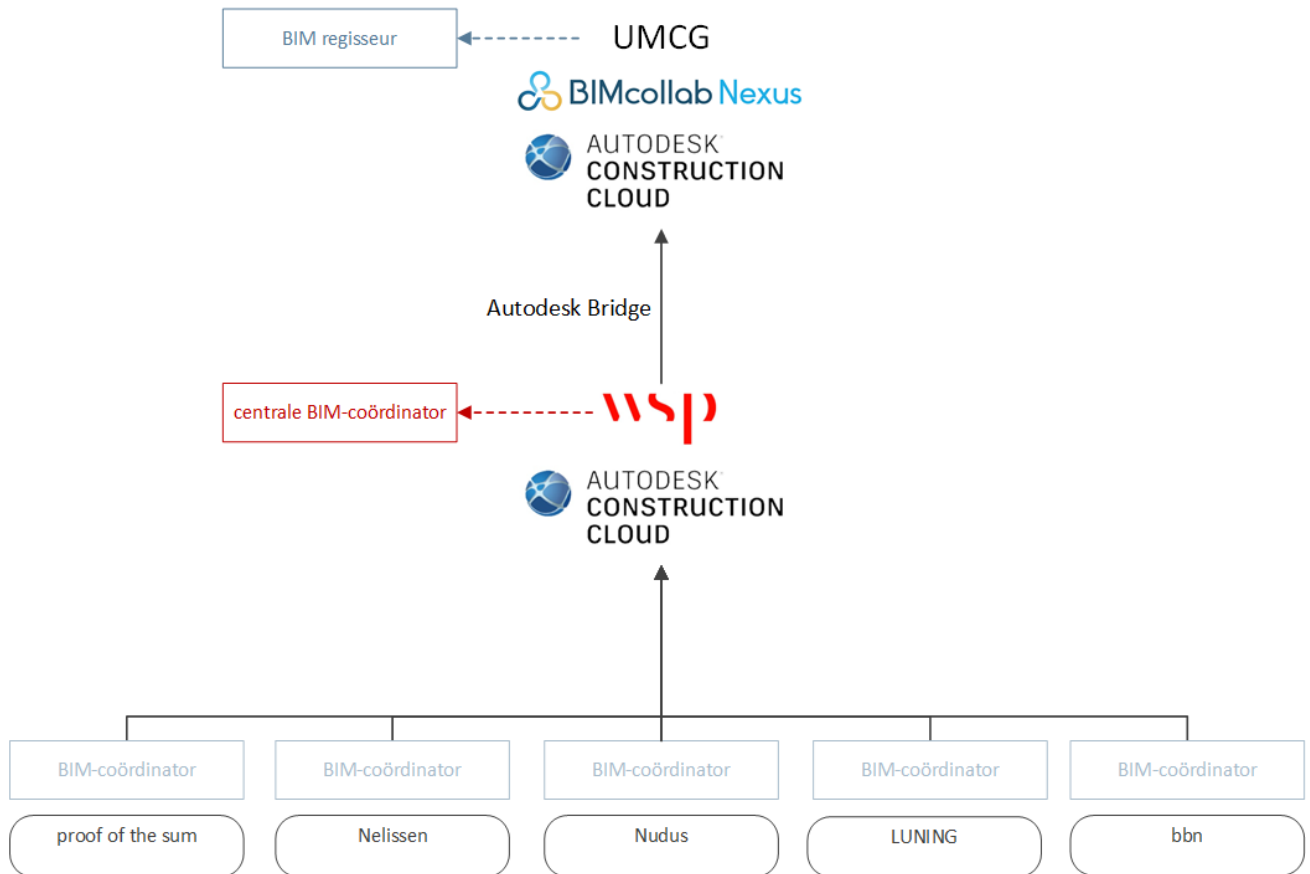 BIM regisseur
UMCG
BIMcollab Nexus
AUTODESK
CONSTRUCTION
CLOUD
Autodesk Bridge
centrale BIM-coördinator
wsp
AUTODESK
CONSTRUCTION
CLOUD
BIM-coördinator
BIM-coördinator
BIM-coördinator
BIM-coördinator
BIM-coördinator
proof of the sum
Nelissen
Nudus
LUNING
bbn